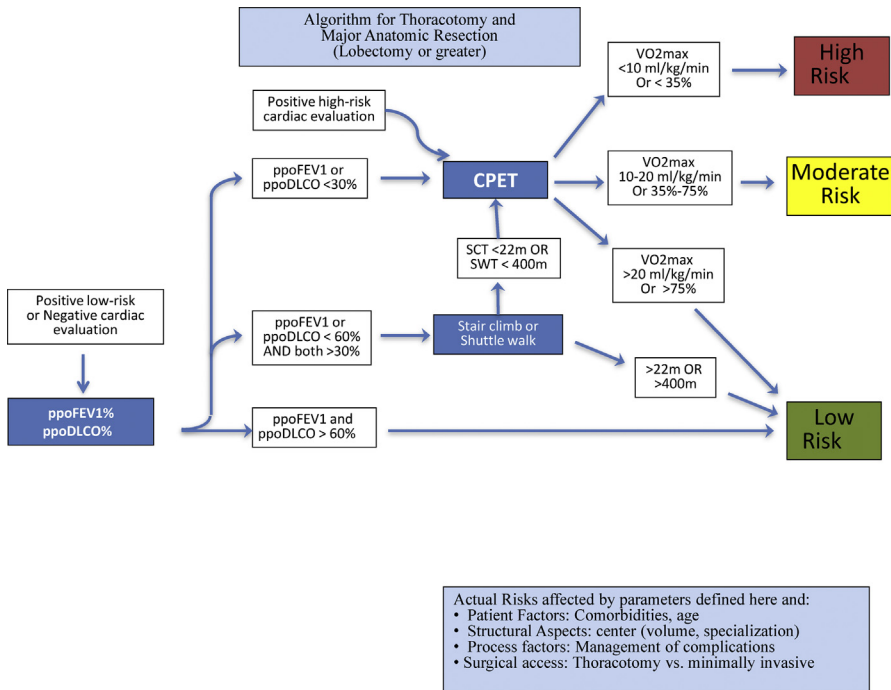 Algorithm for Thoracotomy and
Major Anatomic Resection
(Lobectomy or greater)
VO2max
<10 ml/kg/min
Or < 35%
High
Risk
Positive high-risk
cardiac evaluation
ppoFEV1 or
ppoDLCO <30%
CPET
VO2max
10-20 ml/kg/min
Or 35%-75%
Moderate
Risk
SCT <22m OR
SWT < 400m
VO2max
>20 ml/kg/min
Or >75%
Positive low-risk
or Negative cardiac
evaluation
ppoFEV1 or
ppoDLCO < 60%
AND both >30%
Stair climb or
Shuttle walk
>22m OR
>400m
ppoFEV1%
ppoDLCO%
ppoFEV1 and
ppoDLCO > 60%
Low
Risk
Actual Risks affected by parameters defined here and:
• Patient Factors: Comorbidities, age
• Structural Aspects: center (volume, specialization)
• Process factors: Management of complications
• Surgical access: Thoracotomy vs. minimally invasive